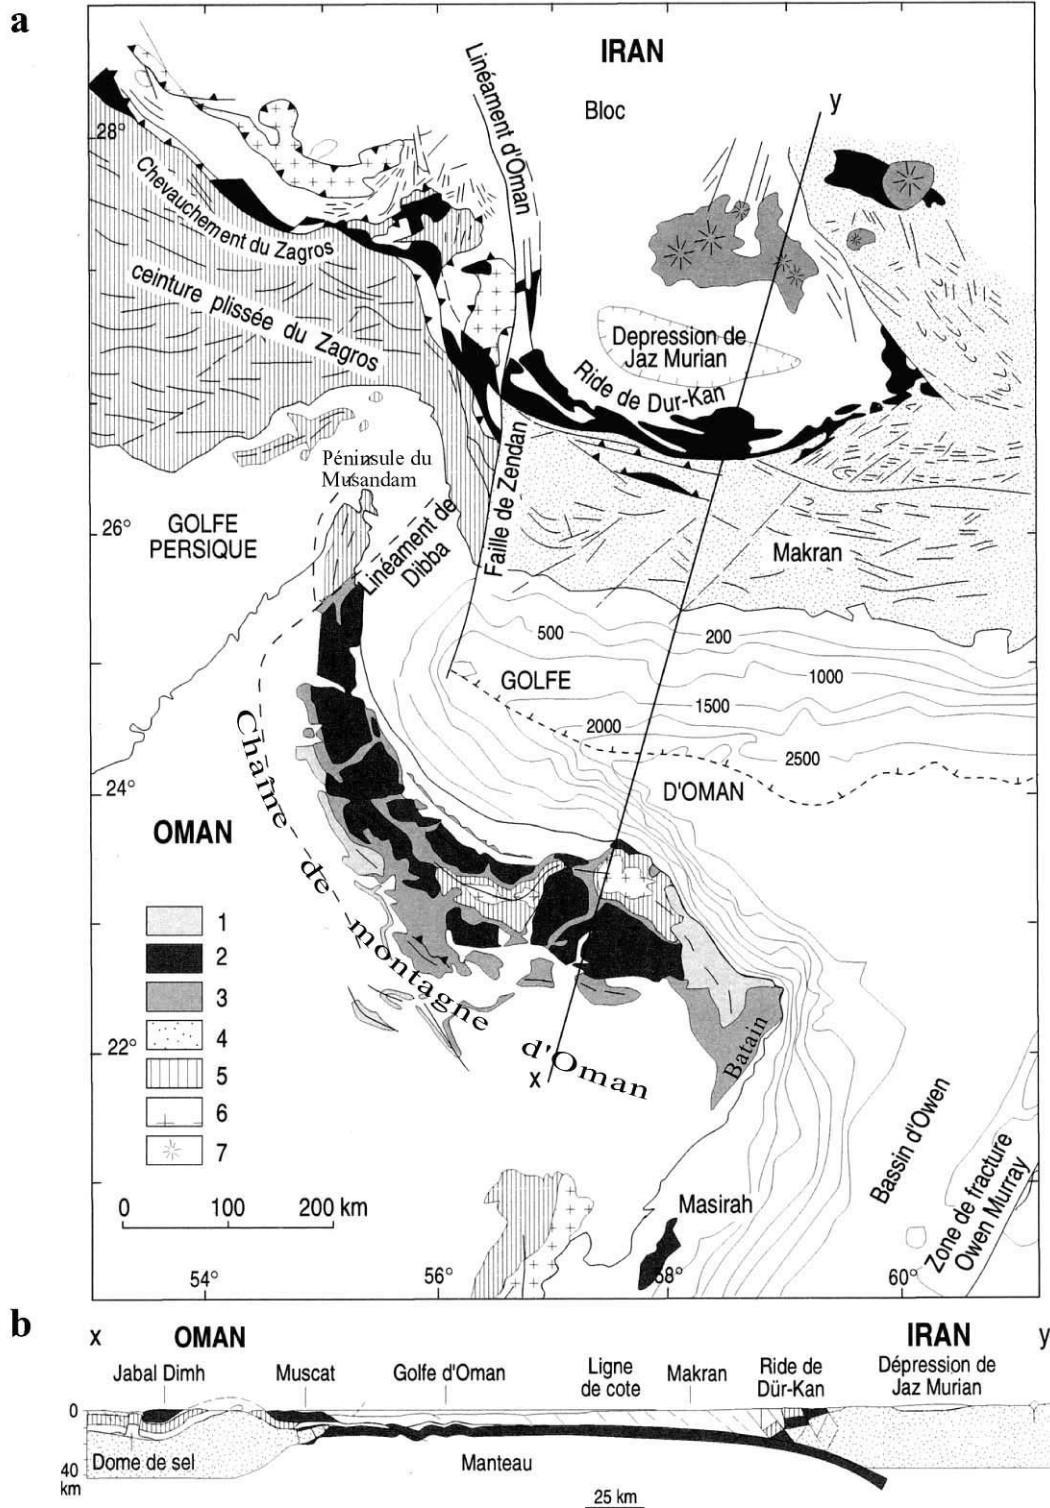 a
IRAN
Bloc
y
Linéament d'Oman
28°
Chevauchement du Zagros
ceinture plissée du Zagros
Depression de
Jaz Murian
Ride de Dur-Kan
Péninsule du
Musandam
26°
GOLFE
PERSIQUE
Linéament de
Dibba
Faille de Zendan
Makran
500
200
GOLFE
1000
1500
2000
2500
24°
D'OMAN
OMAN
Chaîne de montagne d'Oman
1
2
3
4
5
6
7
22°
x
Batain
Bassin d'Owen
Zone de fracture
Owen Murray
0
100
200 km
Masirah
54°
56°
58°
60°
b
x
OMAN
IRAN
y
Jabal Dimh
Muscat
Golfe d'Oman
Ligne
de cote
Makran
Ride de
Dür-Kan
Dépression de
Jaz Murian
0
Dome de sel
Manteau
40
km
25 km